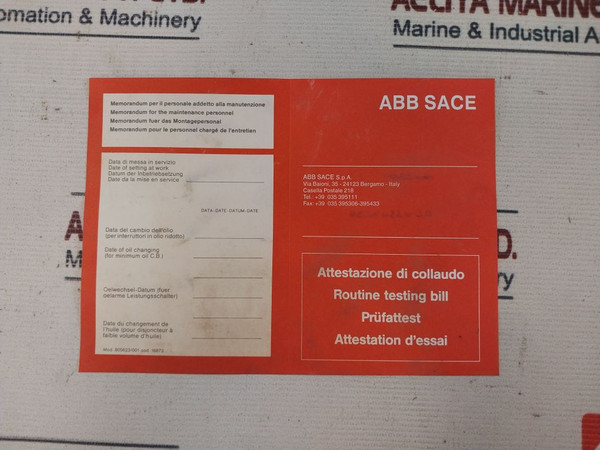 omation & Machinery
Marine & Industrial A
Memorandum per il personale addetto alla manutenzione
Memorandum for the maintenance personnel
Memorandum fuer das Montagepersonal
Memorandum pour le personnel chargé de l'entretien
Data di messa in servizio
Date of setting at work
Datum der Inbetriebsetzung
Date da la mise en service
DATA-DATE-DATUM-DATE
Data del cambio dell'olio
(per interruttori in olio ridotto)
Date of oil changing
(for minimum oil C.B.)
Oelwechsel-Datum (fuer
oelarme Leistungsschalter)
Date du changement de
l'huile (pour disjoncteur à
faible volume d'huile)
ABB SACE
ABB SACE S.p.A.
Via Baioni, 35 - 24123 Bergamo - Italy
Casella Postale 218
Tel.: +39 035 395111
Fax: +39 035 395306-395433
Attestazione di collaudo
Routine testing bill
Prüfattest
Attestation d'essai
D.
ery